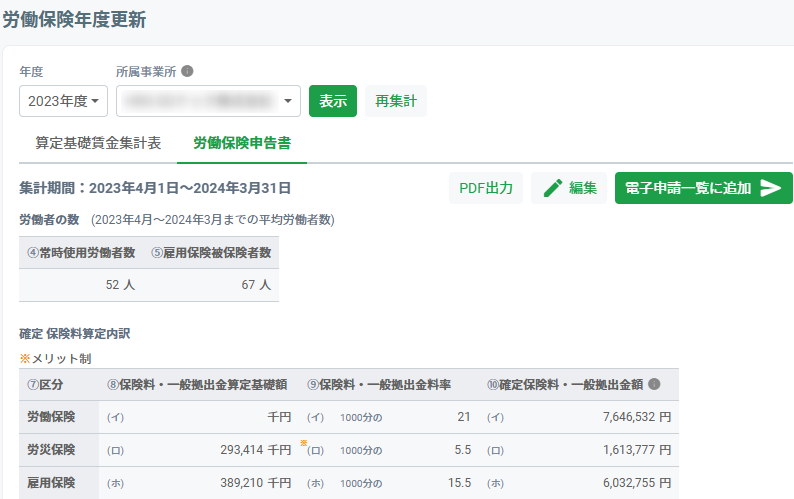 労働保険年度更新
年度 所属事業所
2023年度 表示 再集計
算定基礎賃金集計表 労働保険申告書
集計期間：2023年4月1日～2024年3月31日 PDF出力 編集 電子申請一覧に追加
労働者の数 (2023年4月～2024年3月までの平均労働者数)
④常時使用労働者数 ⑤雇用保険被保険者数
52 人 67 人
確定 保険料算定内訳
※メリット制
⑦区分 ⑧保険料・一般拠出金算定基礎額 ⑨保険料・一般拠出金料率 ⑩確定保険料・一般拠出金額
労働保険 (イ) 千円 (イ) 1000分の 21 (イ) 7,646,532 円
労災保険 (ロ) 293,414 千円 ※(ロ) 1000分の 5.5 (ロ) 1,613,777 円
雇用保険 (ホ) 389,210 千円 (ホ) 1000分の 15.5 (ホ) 6,032,755 円